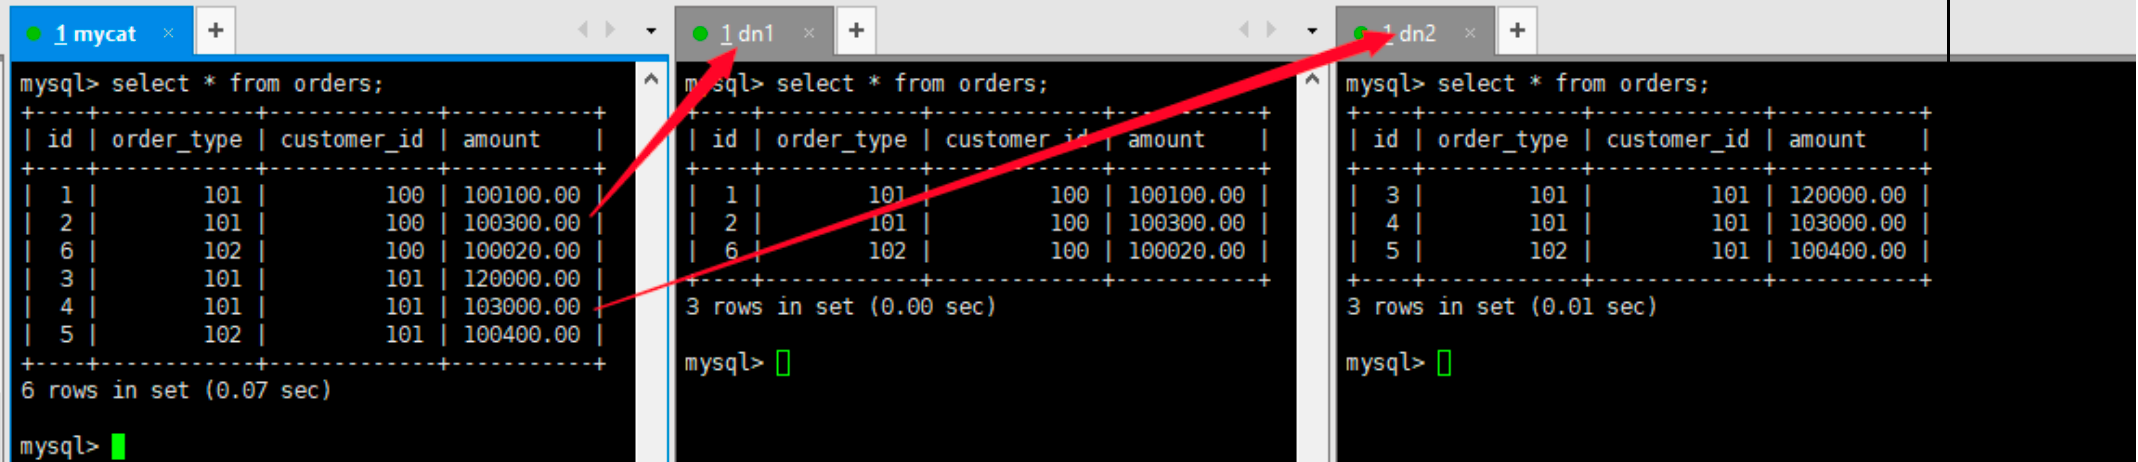 1 mycat × +
mysql> select * from orders;
+----+------------+-------------+-----------+
| id | order_type | customer_id | amount    |
+----+------------+-------------+-----------+
|  1 |        101 |         100 | 100100.00 |
|  2 |        101 |         100 | 100300.00 |
|  6 |        102 |         100 | 100020.00 |
|  3 |        101 |         101 | 120000.00 |
|  4 |        101 |         101 | 103000.00 |
|  5 |        102 |         101 | 100400.00 |
+----+------------+-------------+-----------+
6 rows in set (0.07 sec)
mysql>
1 dn1 × +
mysql> select * from orders;
+----+------------+-------------+-----------+
| id | order_type | customer_id | amount    |
+----+------------+-------------+-----------+
|  1 |        101 |         100 | 100100.00 |
|  2 |        101 |         100 | 100300.00 |
|  6 |        102 |         100 | 100020.00 |
+----+------------+-------------+-----------+
3 rows in set (0.00 sec)
mysql>
1 dn2 × +
mysql> select * from orders;
+----+------------+-------------+-----------+
| id | order_type | customer_id | amount    |
+----+------------+-------------+-----------+
|  3 |        101 |         101 | 120000.00 |
|  4 |        101 |         101 | 103000.00 |
|  5 |        102 |         101 | 100400.00 |
+----+------------+-------------+-----------+
3 rows in set (0.01 sec)
mysql>